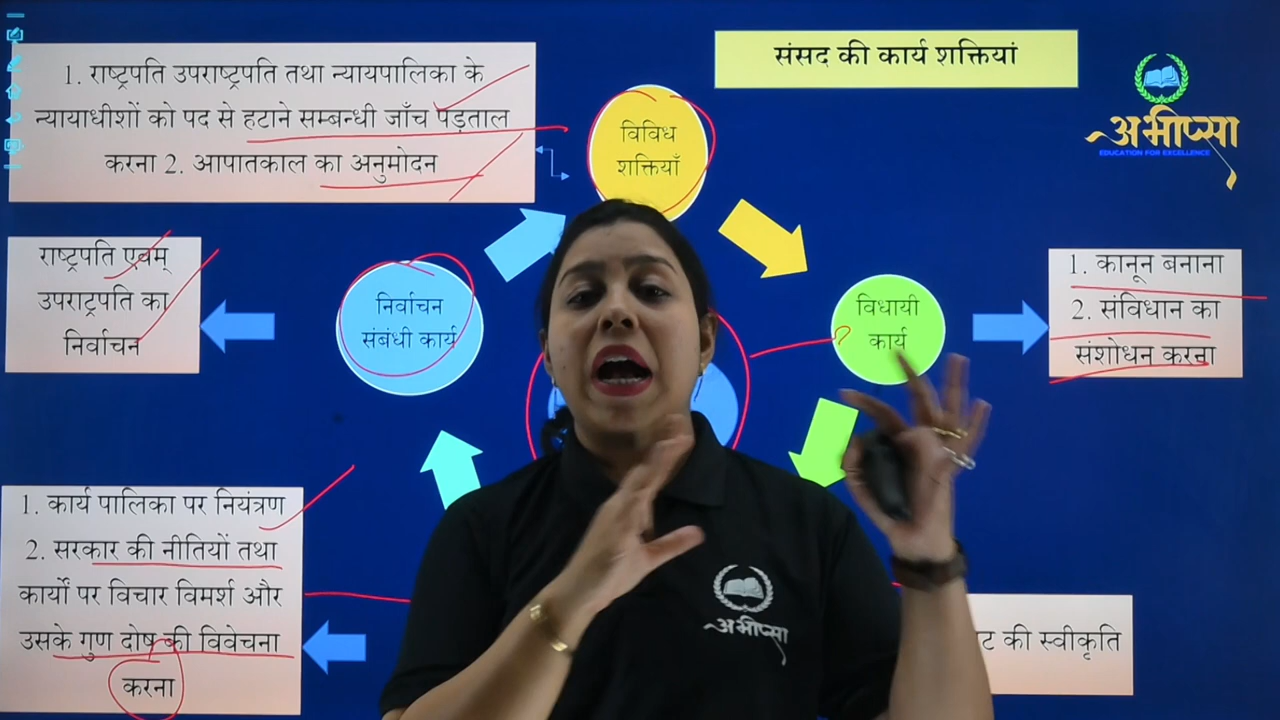 संसद की कार्य शक्तियां
अभीप्सा
EDUCATION FOR EXCELLENCE
1. राष्ट्रपति उपराष्ट्रपति तथा न्यायपालिका के
न्यायाधीशों को पद से हटाने सम्बन्धी जाँच पड़ताल
करना 2. आपातकाल का अनुमोदन
विविध
शक्तियाँ
राष्ट्रपति एवम्
उपराट्रपति का
निर्वाचन
निर्वाचन
संबंधी कार्य
विधायी
कार्य
1. कानून बनाना
2. संविधान का
संशोधन करना
1. कार्य पालिका पर नियंत्रण
2. सरकार की नीतियों तथा
कार्यों पर विचार विमर्श और
उसके गुण दोष की विवेचना
करना
की स्वीकृति
अभीप्सा